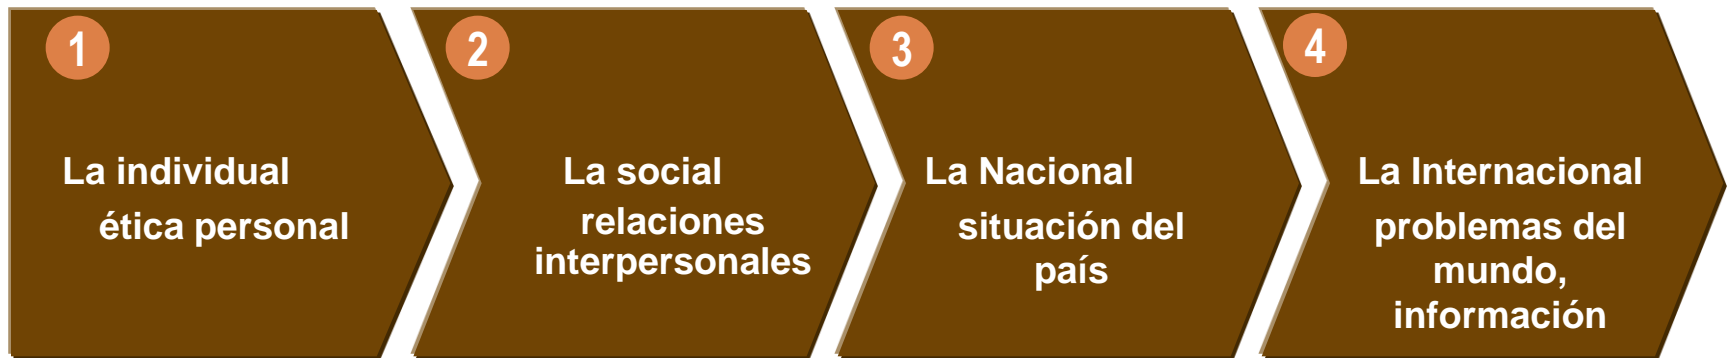 1
La individual
ética personal
2
La social
relaciones
interpersonales
3
La Nacional
situación del
país
4
La Internacional
problemas del
mundo,
información